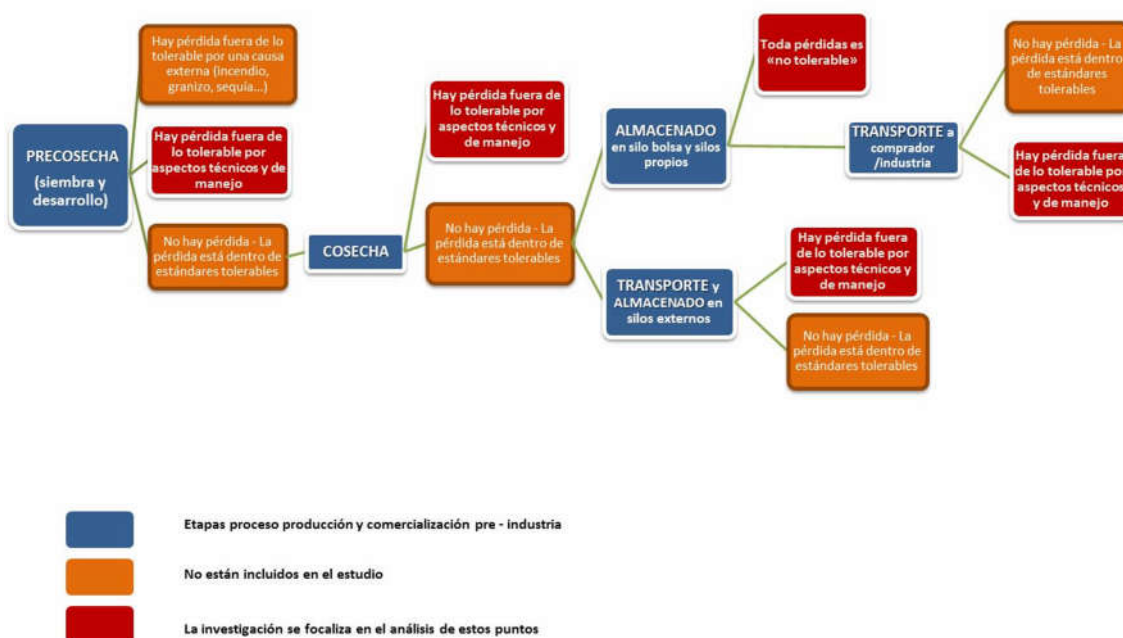 Hay pérdida fuera de lo
tolerable por una causa
externa (incendio,
granizo, sequía...)
PRECOSECHA
(siembra y
desarrollo)
Hay pérdida fuera de
lo tolerable por
aspectos técnicos y de
manejo
No hay pérdida - La
pérdida está dentro de
estándares tolerables
COSECHA
Hay pérdida fuera de
lo tolerable por
aspectos técnicos y
de manejo
No hay pérdida - La
pérdida está dentro de
estándares tolerables
ALMACENADO
en silo bolsa y silos
propios
TRANSPORTE y
ALMACENADO en
silos externos
Toda pérdidas es
«no tolerable»
TRANSPORTE a
comprador
/industria
No hay pérdida - La
pérdida está dentro
de estándares
tolerables
Hay pérdida fuera
de lo tolerable por
aspectos técnicos
y de manejo
Hay pérdida fuera
de lo tolerable por
aspectos técnicos y
de manejo
No hay pérdida - La
pérdida está dentro de
estándares tolerables
Etapas proceso producción y comercialización pre - industria
No están incluidos en el estudio
La investigación se focaliza en el análisis de estos puntos